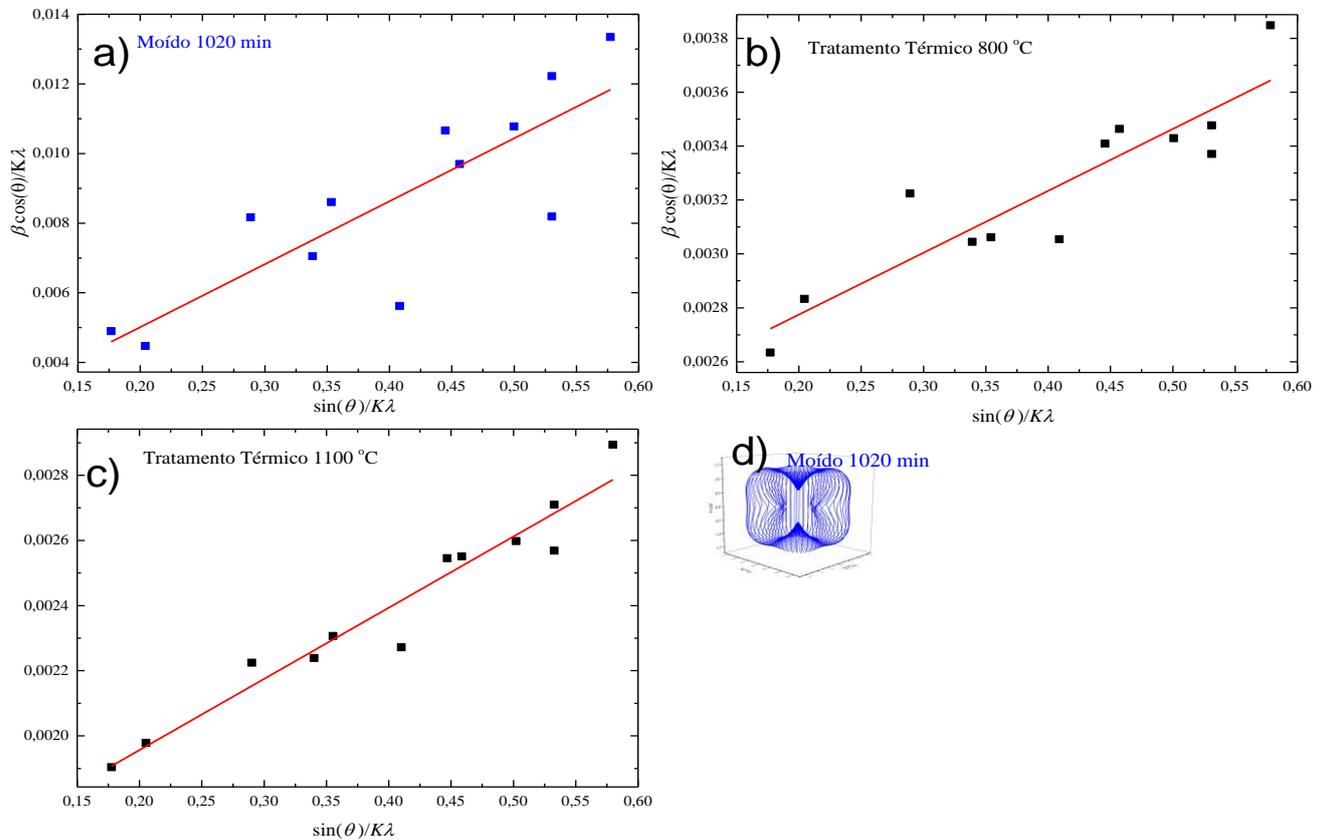 a)
Moído 1020 min
0,014
0,012
0,010
0,008
0,006
0,004
βcos(θ)/Kλ
0,15 0,20 0,25 0,30 0,35 0,40 0,45 0,50 0,55 0,60
sin(θ)/Kλ
b)
Tratamento Térmico 800 °C
0,0038
0,0036
0,0034
0,0032
0,0030
0,0028
0,0026
βcos(θ)/Kλ
0,15 0,20 0,25 0,30 0,35 0,40 0,45 0,50 0,55 0,60
sin(θ)/Kλ
c)
Tratamento Térmico 1100 °C
0,0028
0,0026
0,0024
0,0022
0,0020
0,15 0,20 0,25 0,30 0,35 0,40 0,45 0,50 0,55 0,60
sin(θ)/Kλ
d)
Moído 1020 min